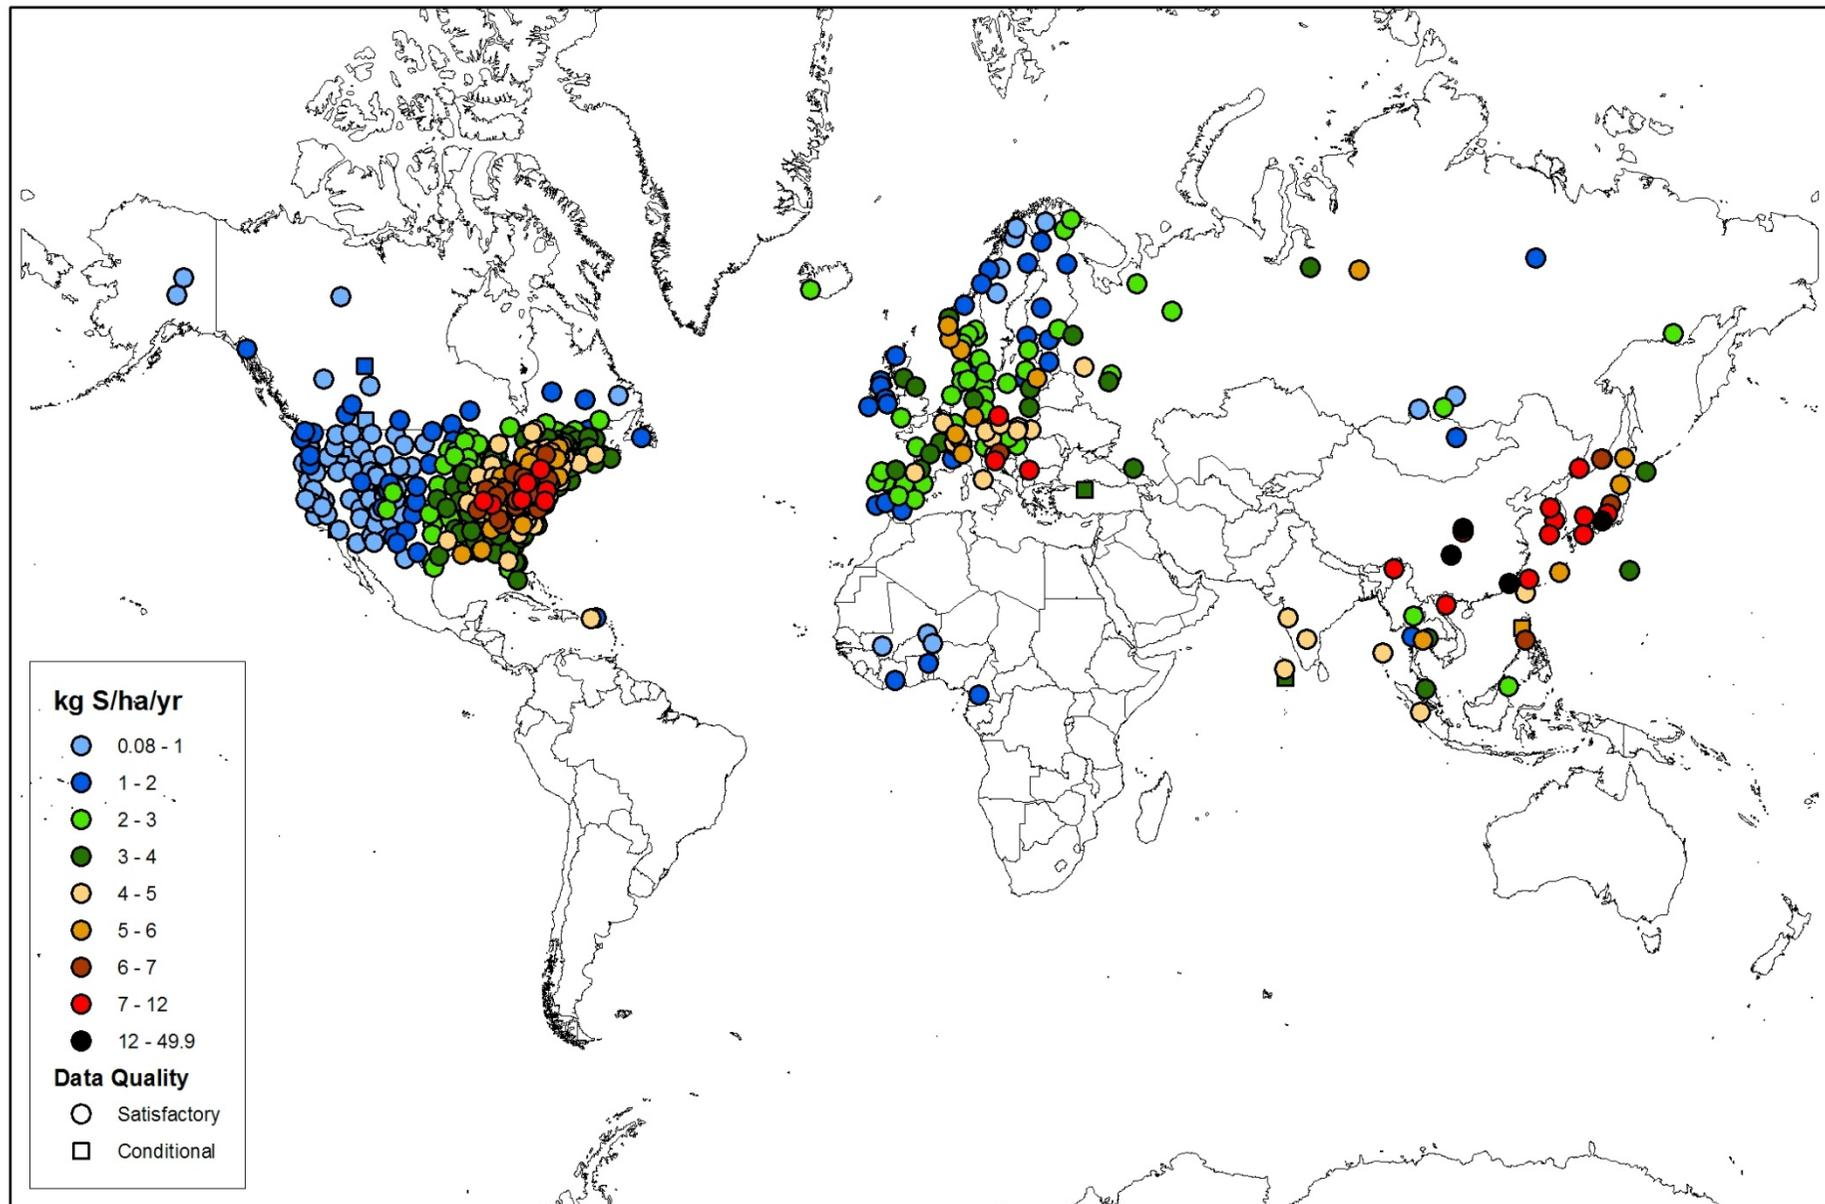 kg S/ha/yr
0.08 - 1
1 - 2
2 - 3
3 - 4
4 - 5
5 - 6
6 - 7
7 - 12
12 - 49.9
Data Quality
Satisfactory
Conditional